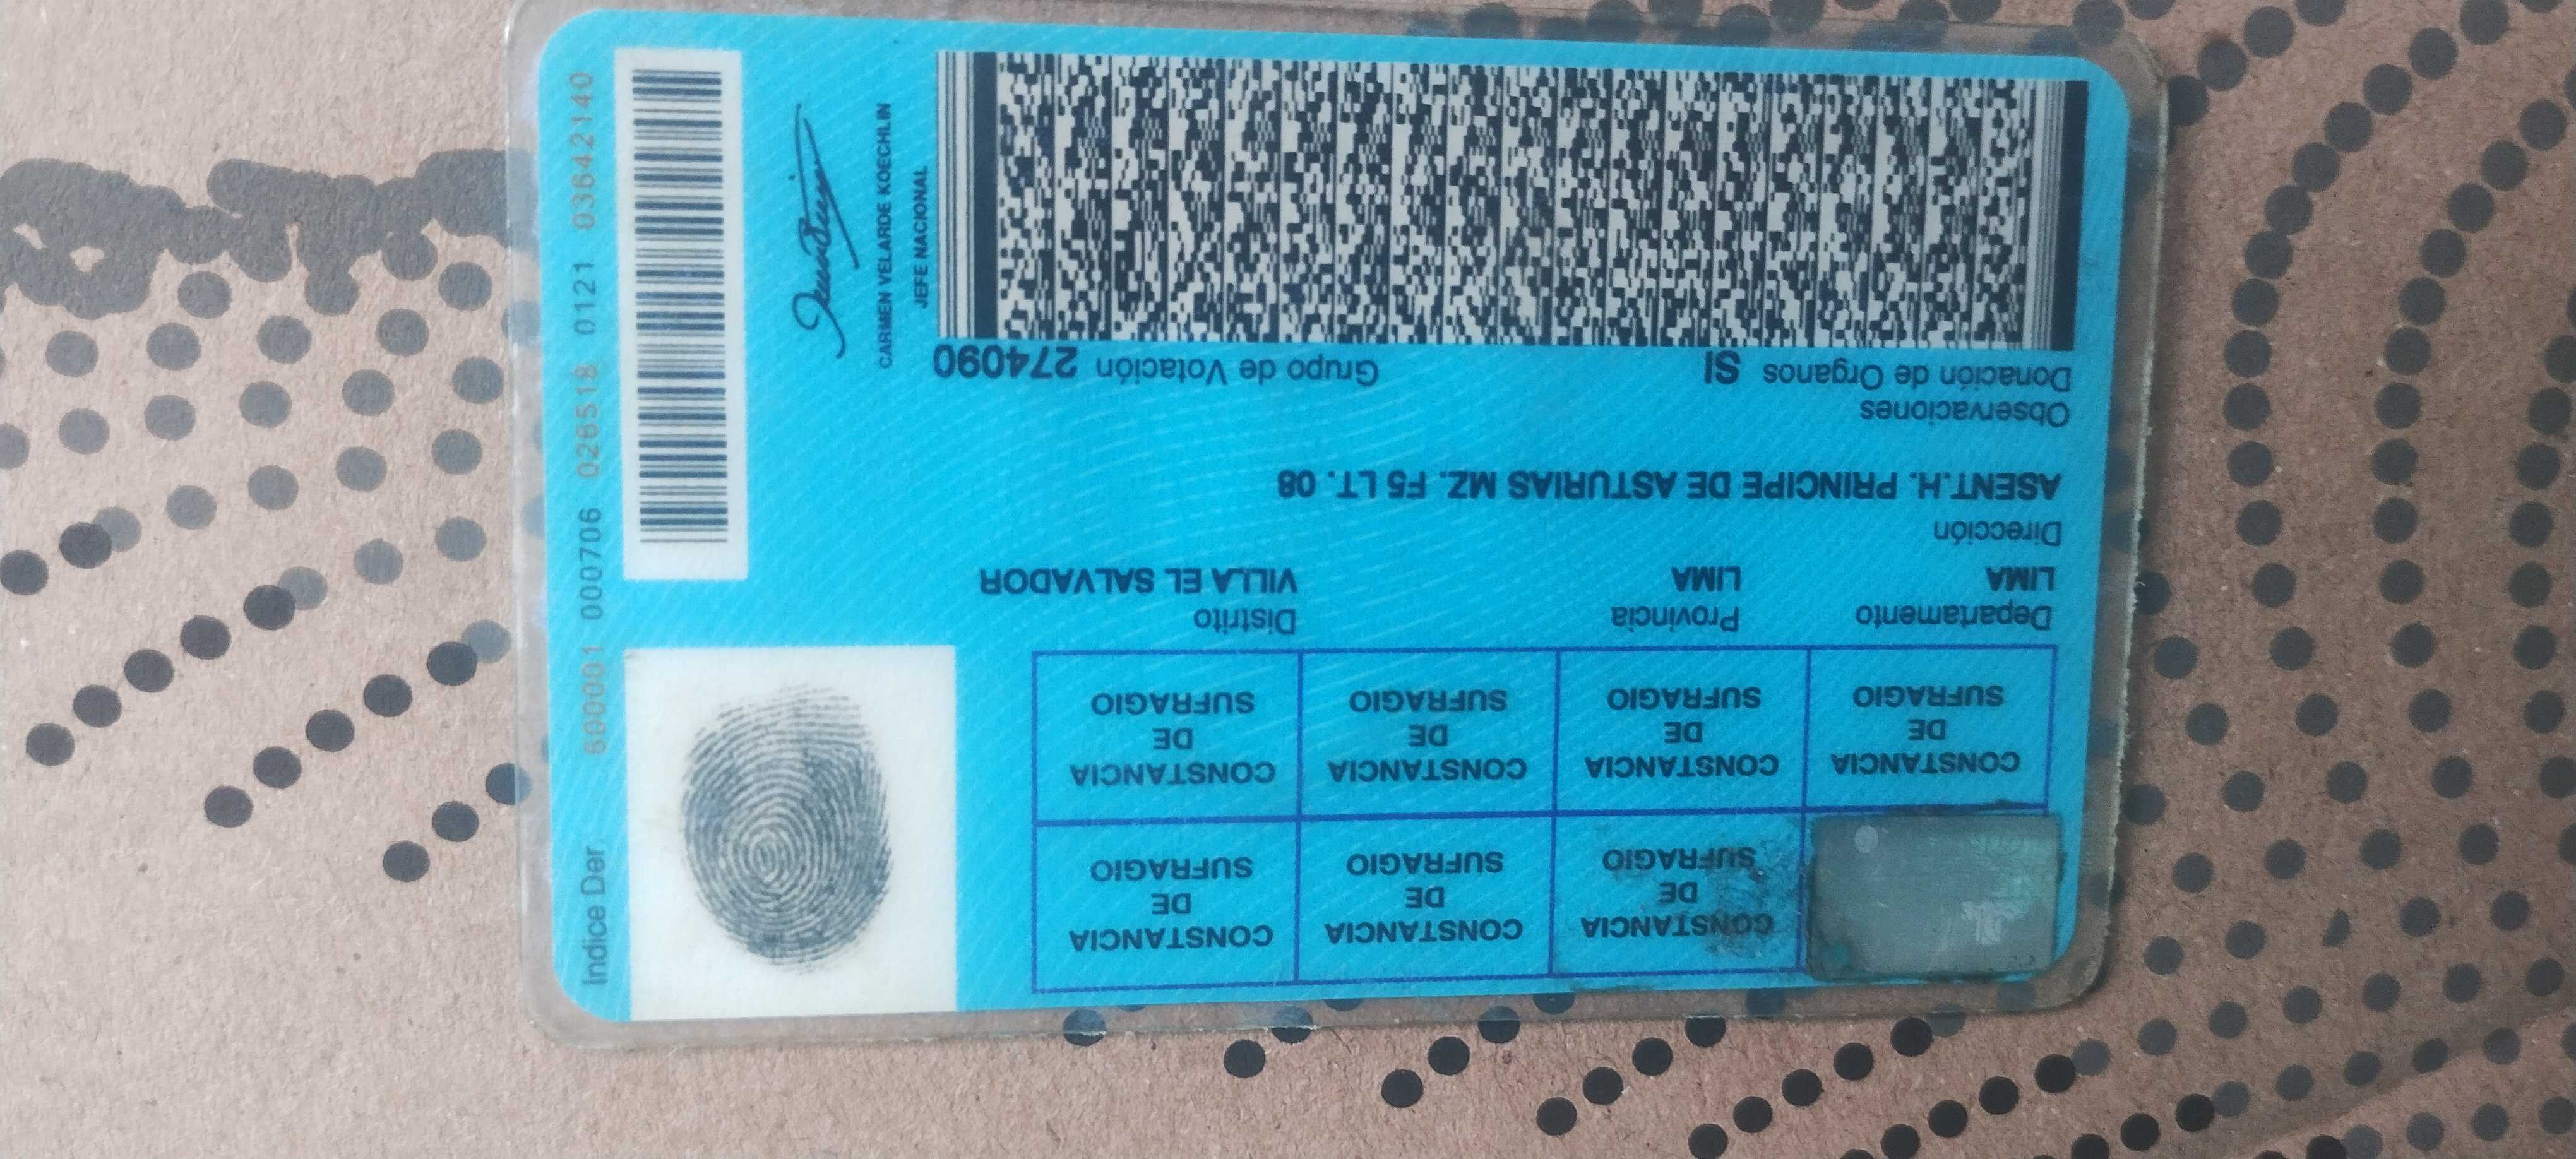 CONSTANCIA DE SUFRAGIO
CONSTANCIA DE SUFRAGIO
CONSTANCIA DE SUFRAGIO
CONSTANCIA DE SUFRAGIO
CONSTANCIA DE SUFRAGIO
CONSTANCIA DE SUFRAGIO
CONSTANCIA DE SUFRAGIO
Departamento Provincia Distrito
LIMA LIMA VILLA EL SALVADOR
Dirección
ASENT.H. PRINCIPE DE ASTURIAS MZ. F5 LT. 08
Observaciones
Donación de Organos SI Grupo de Votación 274090
Indice Der
600001 000706 026518 0121 03642140
CARMEN VELARDE KOECHLIN
JEFE NACIONAL